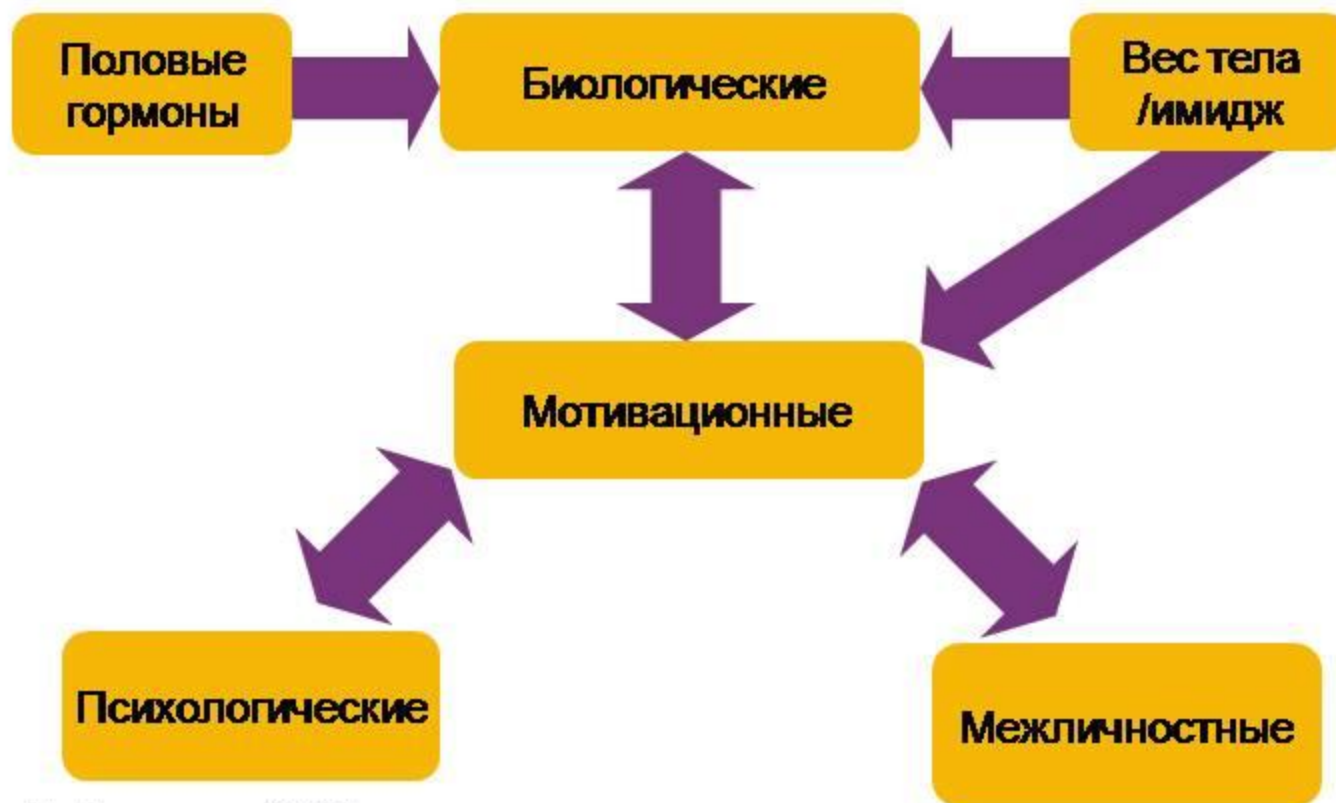 Половые
гормоны
Биологические
Вес тела
/имидж
Мотивационные
Психологические
Межличностные